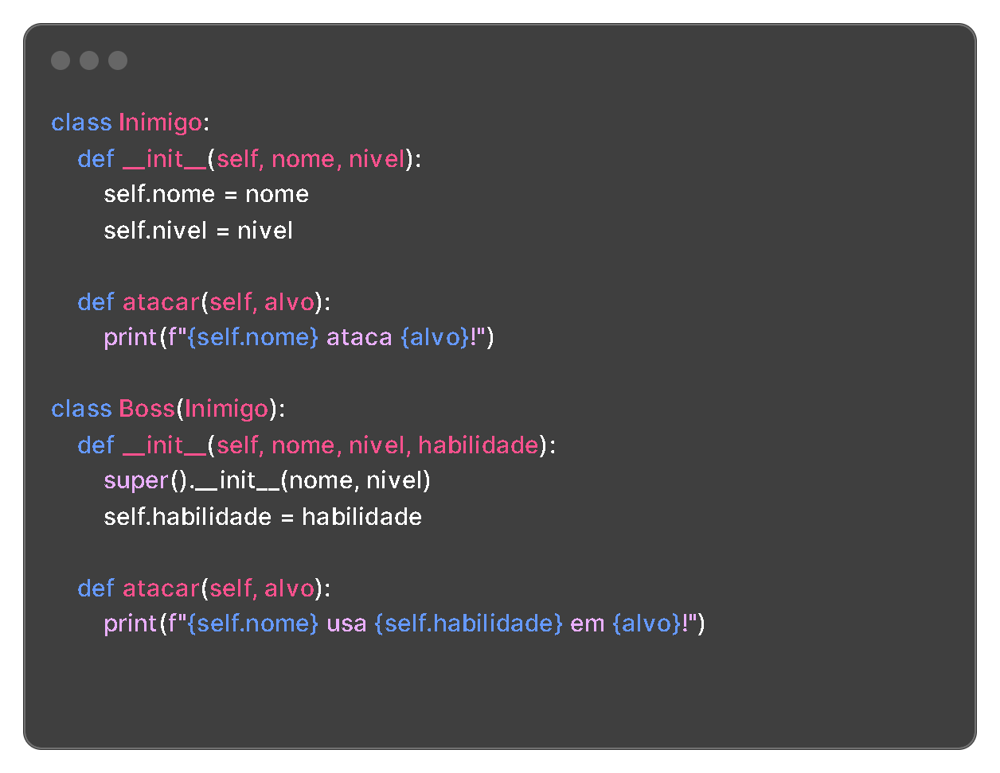 class Inimigo:
def __init__(self, nome, nivel):
self.nome = nome
self.nivel = nivel
def atacar(self, alvo):
print(f"{self.nome} ataca {alvo}!")
class Boss(Inimigo):
def __init__(self, nome, nivel, habilidade):
super().__init__(nome, nivel)
self.habilidade = habilidade
def atacar(self, alvo):
print(f"{self.nome} usa {self.habilidade} em {alvo}!")